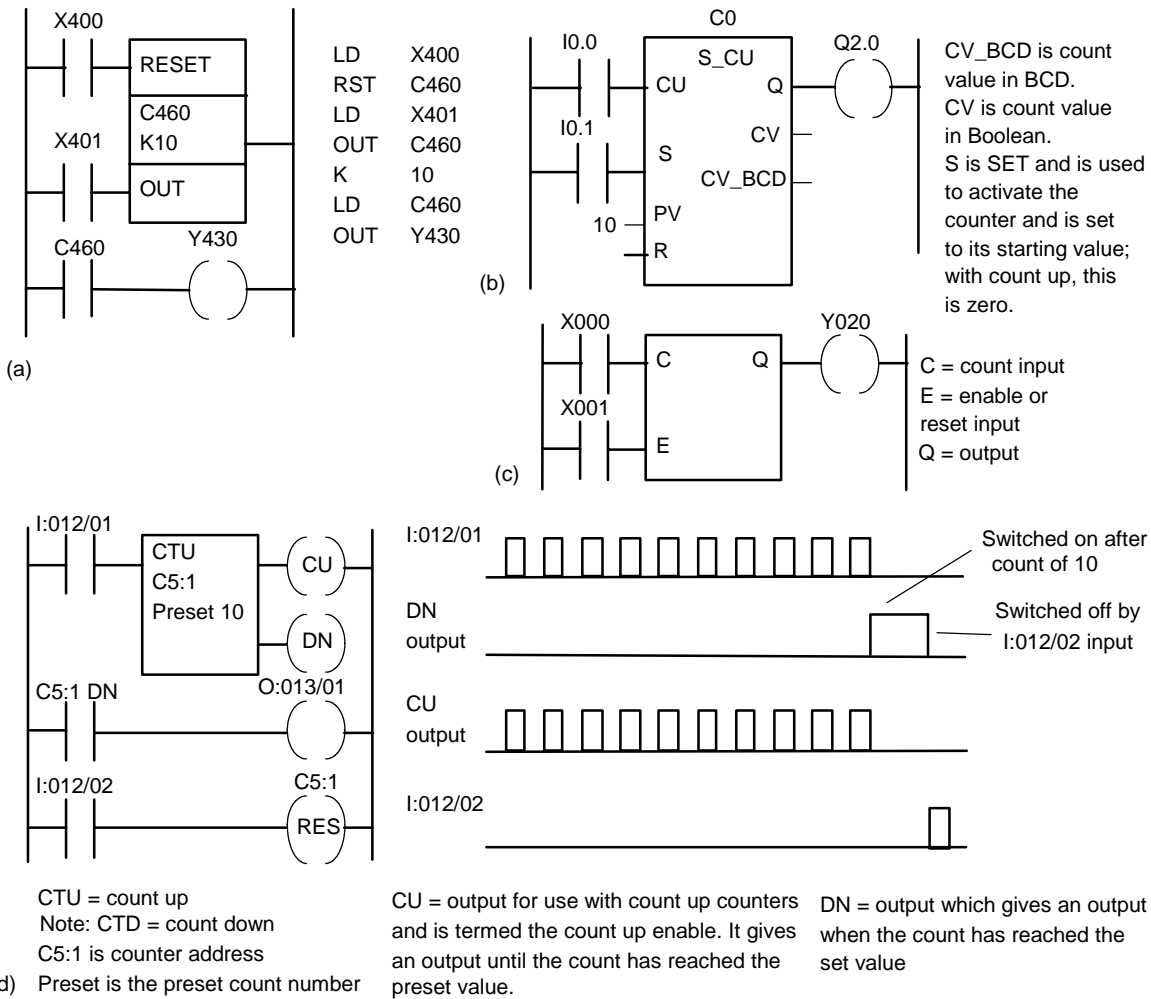 X400
RESET
C460
K10
X401
OUT
C460
Y430
(a)
LD X400
RST C460
LD X401
OUT C460
K 10
LD C460
OUT Y430
C0
I0.0
S_CU
Q2.0
CU
Q
I0.1
CV
S
CV_BCD
PV
10
R
(b)
CV_BCD is count
value in BCD.
CV is count value
in Boolean.
S is SET and is used
to activate the
counter and is set
to its starting value;
with count up, this
is zero.
X000
Y020
C
Q
X001
E
(c)
C = count input
E = enable or
reset input
Q = output
I:012/01
CTU
C5:1
Preset 10
CU
DN
C5:1 DN
O:013/01
I:012/02
C5:1
RES
I:012/01
Switched on after
count of 10
DN
output
Switched off by
I:012/02 input
CU
output
I:012/02
CTU = count up
Note: CTD = count down
C5:1 is counter address
d) Preset is the preset count number
CU = output for use with count up counters
and is termed the count up enable. It gives
an output until the count has reached the
preset value.
DN = output which gives an output
when the count has reached the
set value